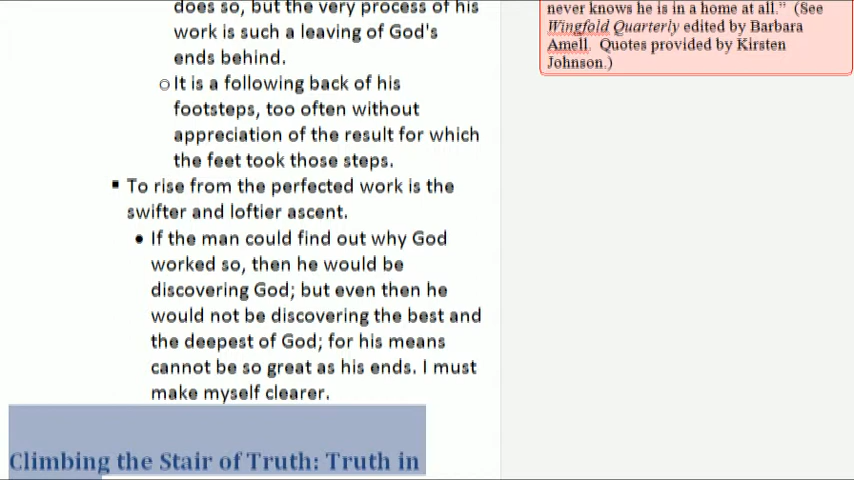 does so, but the very process of his
work is such a leaving of God's
ends behind.
○ It is a following back of his
footsteps, too often without
appreciation of the result for which
the feet took those steps.
▪ To rise from the perfected work is the
swifter and loftier ascent.
• If the man could find out why God
worked so, then he would be
discovering God; but even then he
would not be discovering the best and
the deepest of God; for his means
cannot be so great as his ends. I must
make myself clearer.
Climbing the Stair of Truth: Truth in
never knows he is in a home at all.” (See
Wingfold Quarterly edited by Barbara
Amell. Quotes provided by Kirsten
Johnson.)